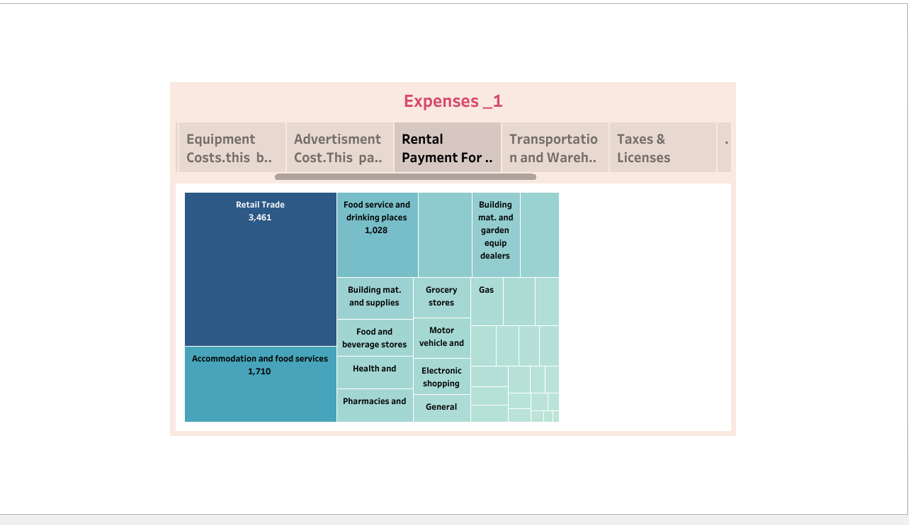 Expenses _1
Equipment
Costs.this b..
Advertisment
Cost.This pa..
Rental
Payment For ..
Transportatio
n and Wareh..
Taxes &
Licenses
.
Retail Trade
3,461
Food service and
drinking places
1,028
Building
mat. and
garden
equip
dealers
Building mat.
and supplies
Grocery
stores
Gas
Food and
beverage stores
Motor
vehicle and
Accommodation and food services
1,710
Health and
Electronic
shopping
Pharmacies and
General